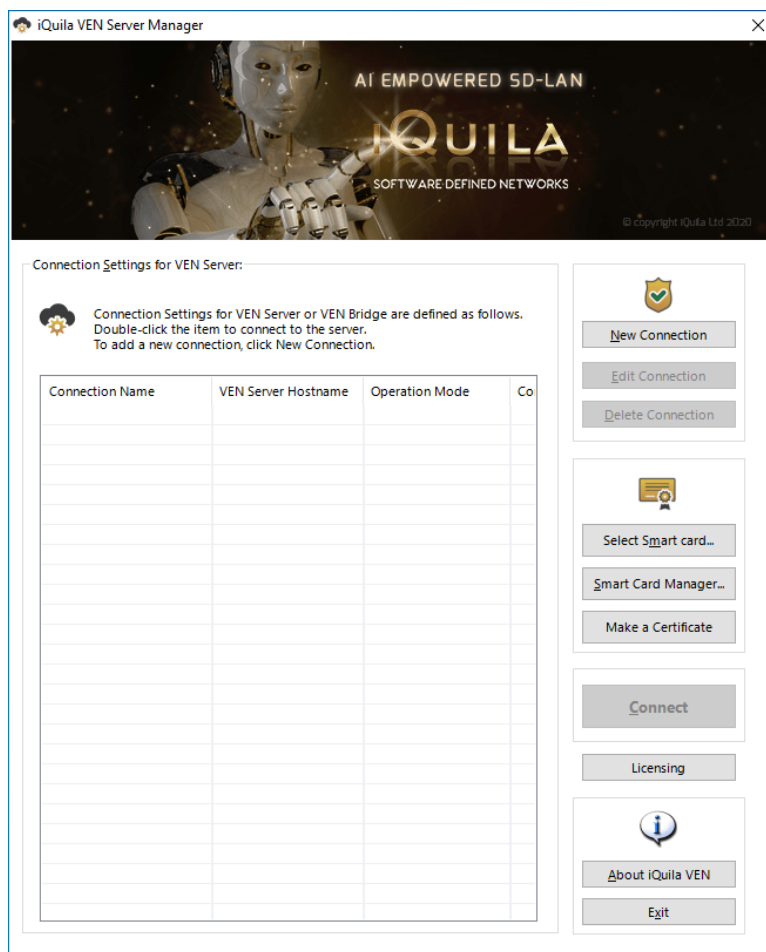 iQuila VEN Server Manager
AI EMPOWERED SD-LAN
iQUILA
SOFTWARE-DEFINED NETWORKS
© copyright iQuila Ltd 2020
Connection Settings for VEN Server:
Connection Settings for VEN Server or VEN Bridge are defined as follows.
Double-click the item to connect to the server.
To add a new connection, click New Connection.
Connection Name VEN Server Hostname Operation Mode Co
New Connection
Edit Connection
Delete Connection
Select Smart card...
Smart Card Manager...
Make a Certificate
Connect
Licensing
About iQuila VEN
Exit